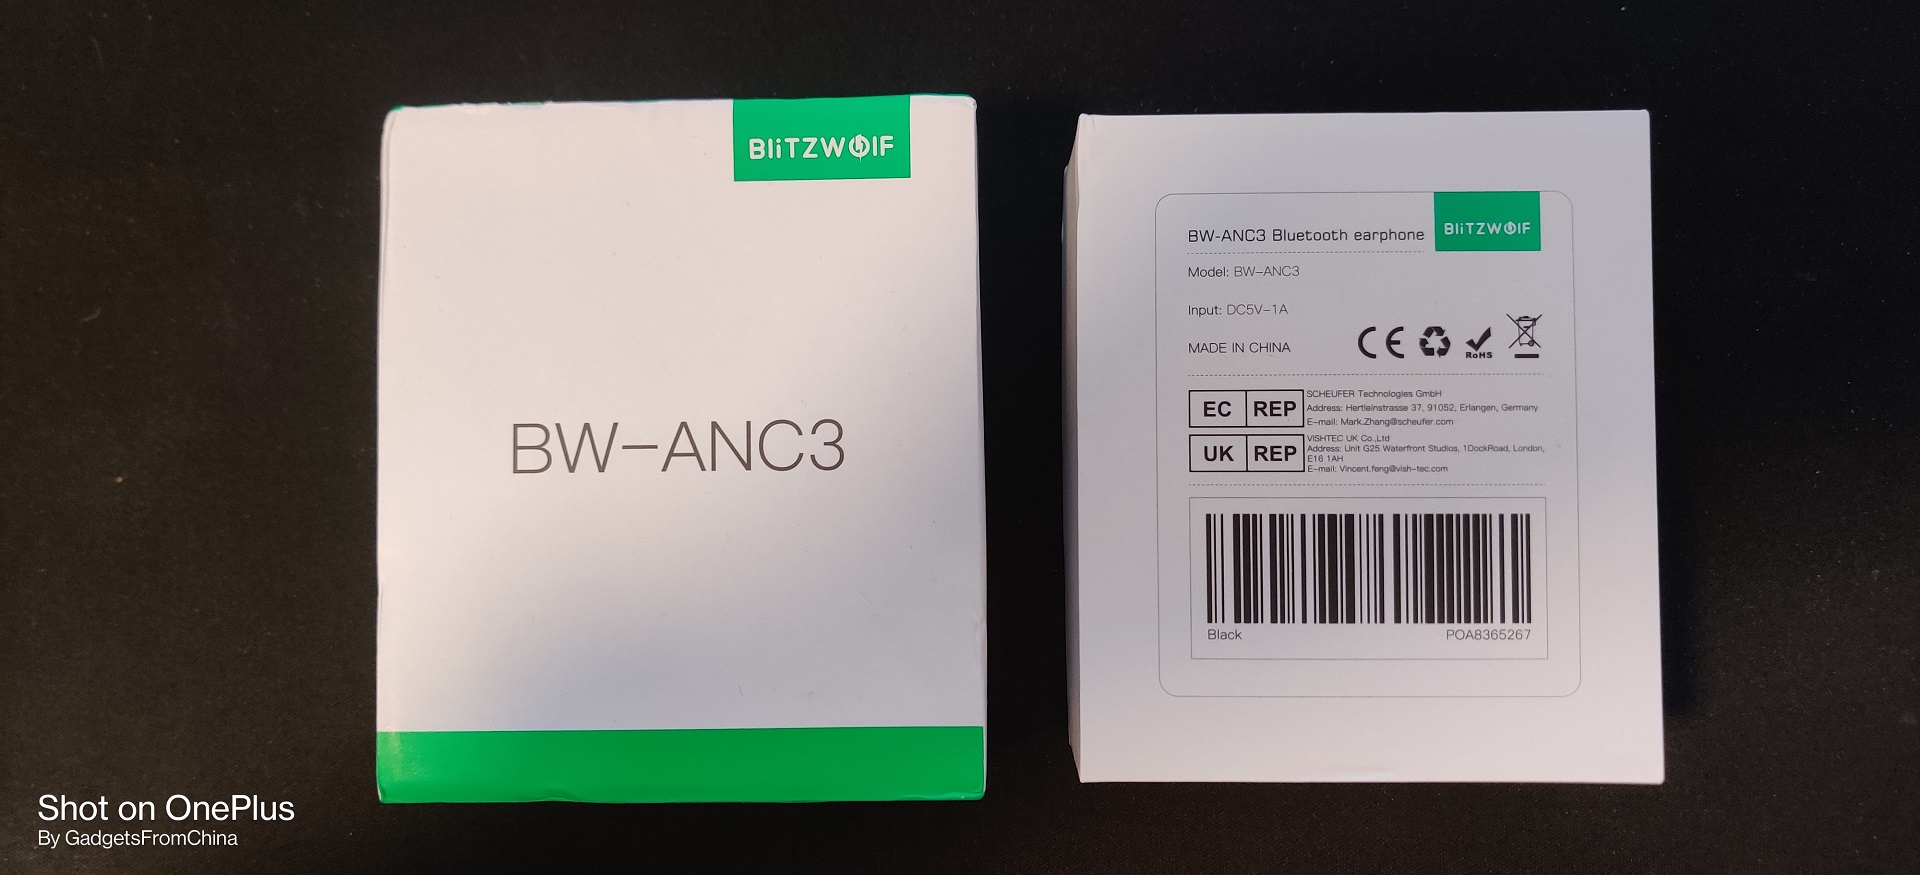 BLiTZWOlF
BW-ANC3
BW-ANC3 Bluetooth earphone
BLiTZWOlF
Model: BW-ANC3
Input: DC5V-1A
MADE IN CHINA
CE
RoHS
EC REP
SCHEUFER Technologies GmbH
Address: Hertleinstrasse 37, 91052, Erlangen, Germany
E-mail: Mark.Zhang@scheufer.com
UK REP
VISHTEC UK Co.,Ltd
Address: Unit G25 Waterfront Studios, 1DockRoad, London,
E16 1AH
E-mail: Vincent.feng@vish-tec.com
Black
POA8365267
Shot on OnePlus
By GadgetsFromChina